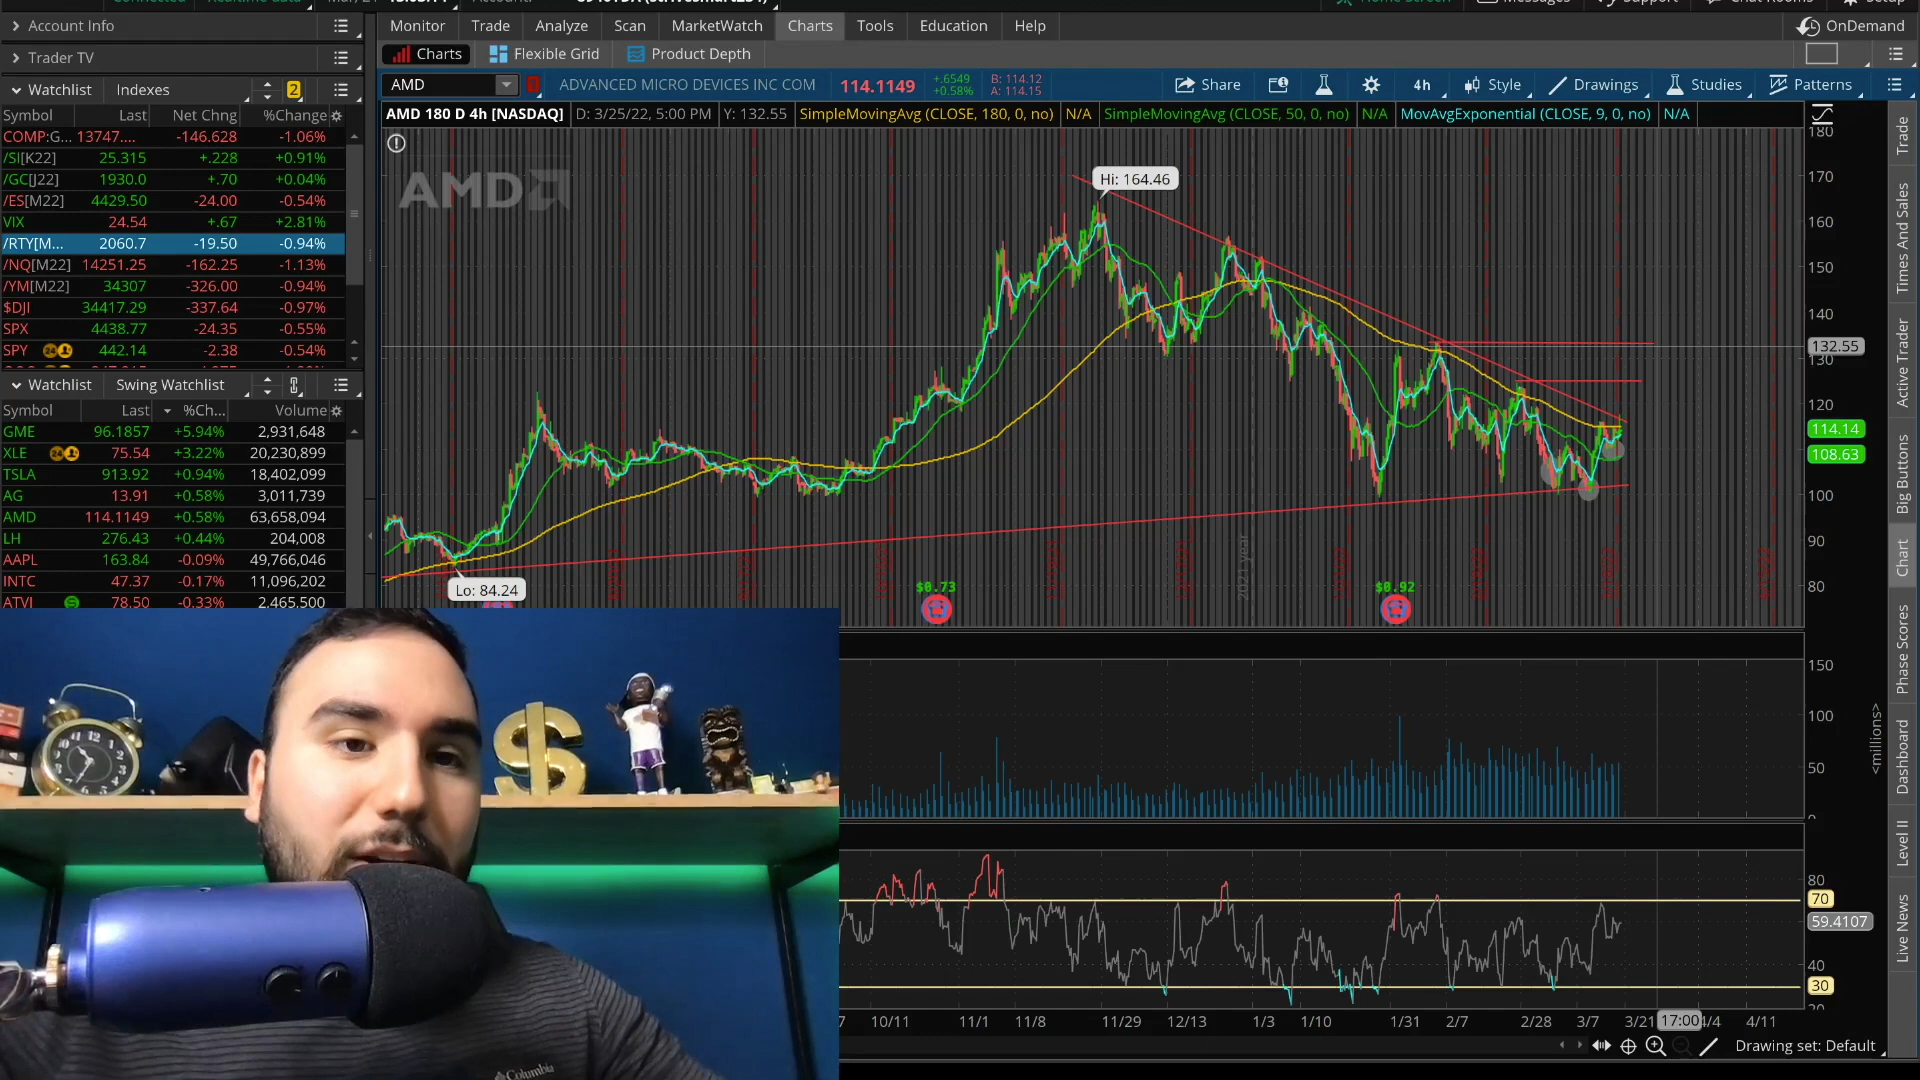 Account Info
Trader TV
Watchlist Indexes 2
Symbol Last Net Chng %Change
COMP:G... 13747.... -146.628 -1.06%
/SI[K22] 25.315 +.228 +0.91%
/GC[J22] 1930.0 +.70 +0.04%
/ES[M22] 4429.50 -24.00 -0.54%
VIX 24.54 +.67 +2.81%
/RTY[M... 2060.7 -19.50 -0.94%
/NQ[M22] 14251.25 -162.25 -1.13%
/YM[M22] 34307 -326.00 -0.94%
$DJI 34417.29 -337.64 -0.97%
SPX 4438.77 -24.35 -0.55%
SPY 442.14 -2.38 -0.54%
Watchlist Swing Watchlist
Symbol Last %Ch... Volume
GME 96.1857 +5.94% 2,931,648
XLE 75.54 +3.22% 20,230,899
TSLA 913.92 +0.94% 18,402,099
AG 13.91 +0.58% 3,011,739
AMD 114.1149 +0.58% 63,658,094
LH 276.43 +0.44% 204,008
AAPL 163.84 -0.09% 49,766,046
INTC 47.37 -0.17% 11,096,202
ATVI 78.50 -0.33% 2,465,500
Monitor Trade Analyze Scan MarketWatch Charts Tools Education Help OnDemand
Charts Flexible Grid Product Depth
AMD ADVANCED MICRO DEVICES INC COM 114.1149 +.6549 +0.58% B: 114.12 A: 114.15 Share 4h Style Drawings Studies Patterns
AMD 180 D 4h [NASDAQ] D: 3/25/22, 5:00 PM Y: 132.55 SimpleMovingAvg (CLOSE, 180, 0, no) N/A SimpleMovingAvg (CLOSE, 50, 0, no) N/A MovAvgExponential (CLOSE, 9, 0, no) N/A
AMD
Hi: 164.46
Lo: 84.24
$0.73
$0.92
2021 year
180
170
160
150
140
132.55
130
120
114.14
108.63
100
90
80
150
100
50
<millions>
80
70
59.4107
40
30
10/11 11/1 11/8 11/29 12/13 1/3 1/10 1/31 2/7 2/28 3/7 3/21 17:00 4/4 4/11
Drawing set: Default
Trade
Times And Sales
Active Trader
Big Buttons
Chart
Phase Scores
Dashboard
Level II
Live News
$
Columbia